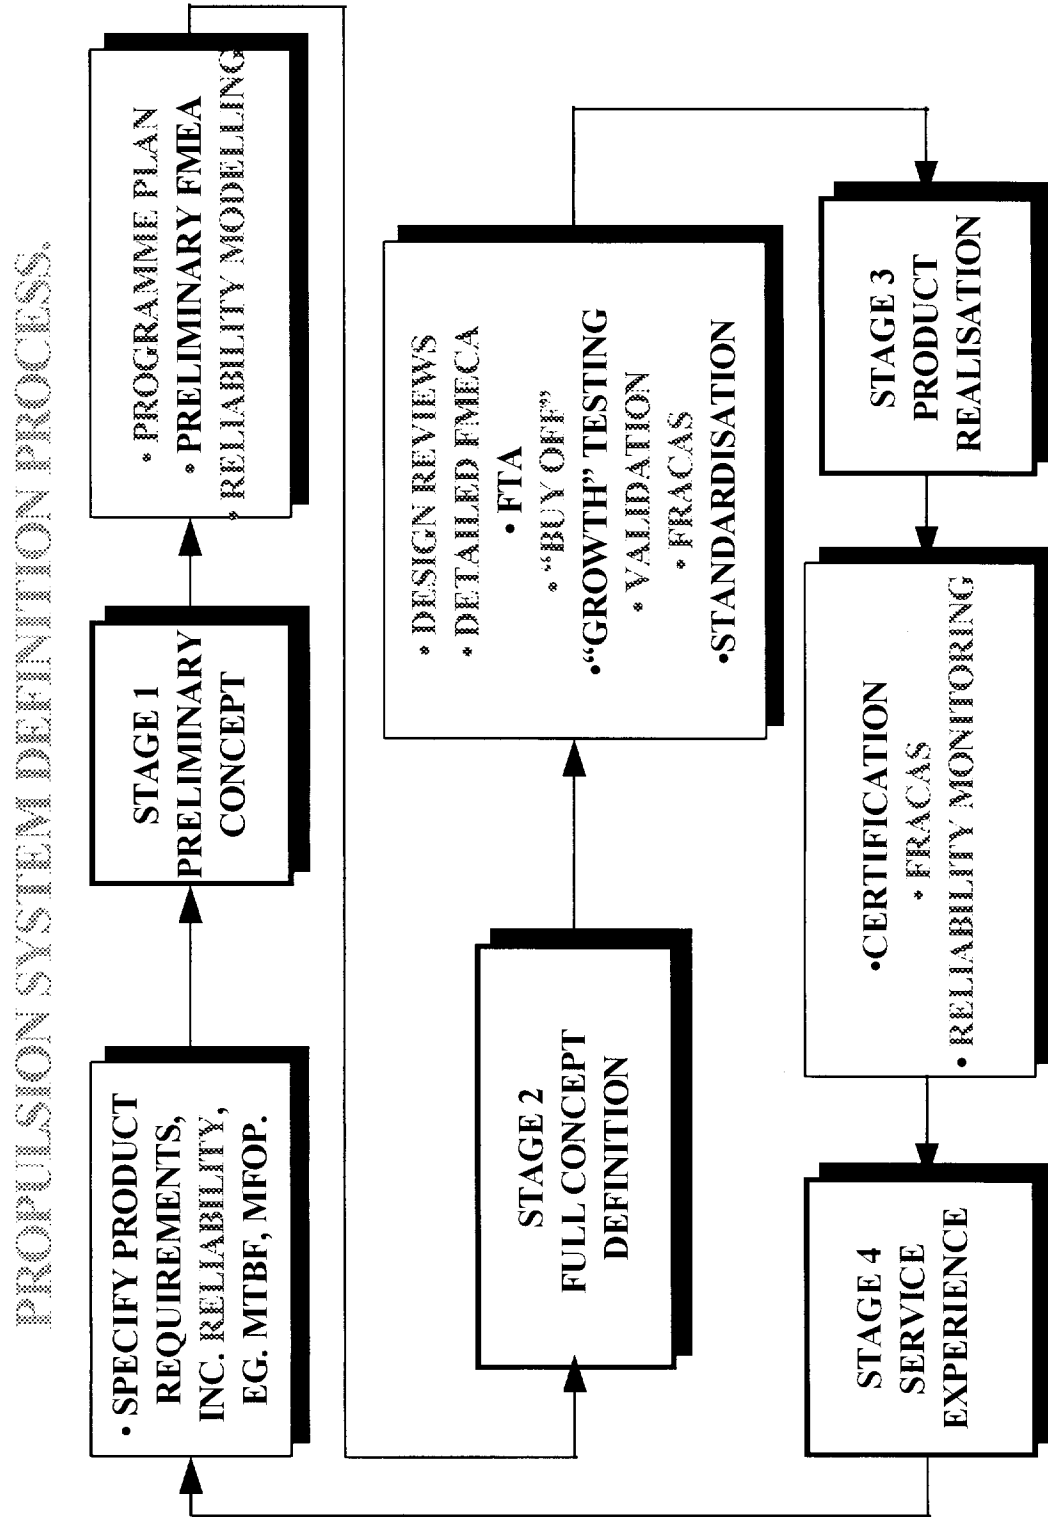 PROPULSION SYSTEM DEFINITION PROCESS.
• SPECIFY PRODUCT
REQUIREMENTS,
INC. RELIABILITY,
EG. MTBF, MFOP.
STAGE 1
PRELIMINARY
CONCEPT
• PROGRAMME PLAN
• PRELIMINARY FMEA
• RELIABILITY MODELLING
STAGE 2
FULL CONCEPT
DEFINITION
• DESIGN REVIEWS
• DETAILED FMECA
• FTA
• “BUY OFF”
•“GROWTH” TESTING
• VALIDATION
• FRACAS
•STANDARDISATION
STAGE 3
PRODUCT
REALISATION
•CERTIFICATION
• FRACAS
• RELIABILITY MONITORING
STAGE 4
SERVICE
EXPERIENCE